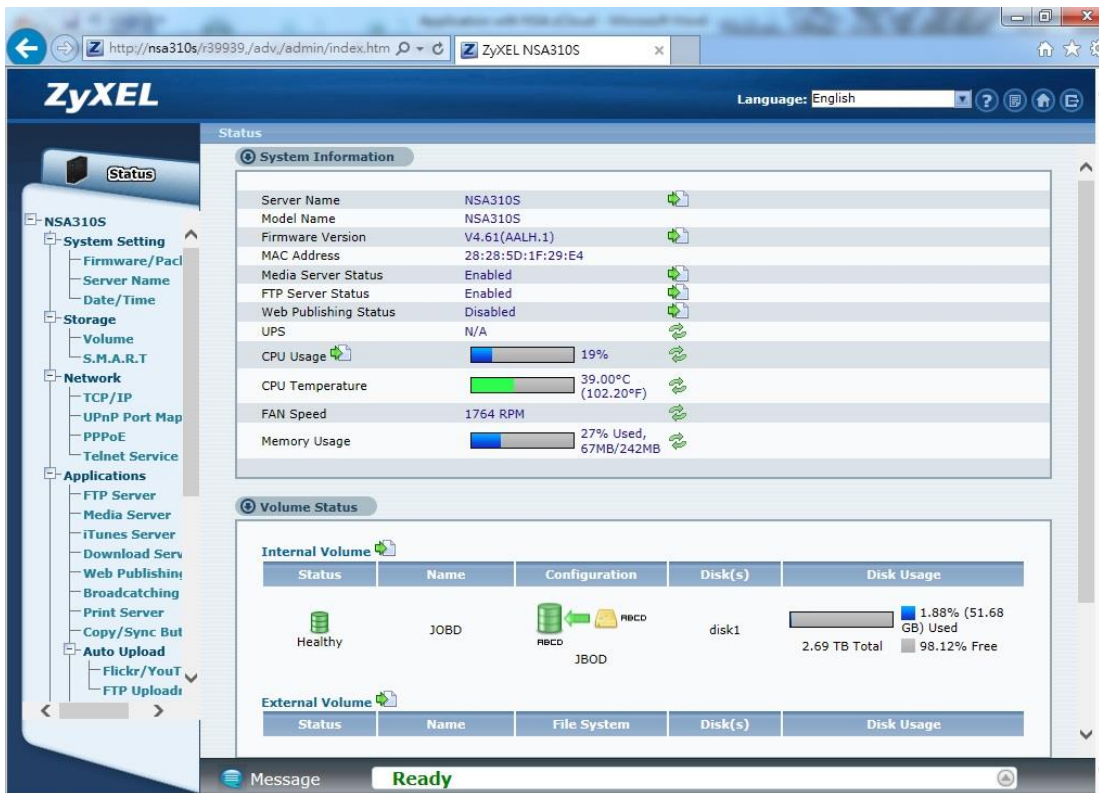 http://nsa310s/r39939,/adv,/admin/index.htm
ZyXEL NSA310S
ZyXEL
Language: English
Status
Status
NSA310S
System Setting
Firmware/Pacl
Server Name
Date/Time
Storage
Volume
S.M.A.R.T
Network
TCP/IP
UPnP Port Map
PPPoE
Telnet Service
Applications
FTP Server
Media Server
iTunes Server
Download Serv
Web Publishing
Broadcatching
Print Server
Copy/Sync But
Auto Upload
Flickr/YouT
FTP Uploadı
System Information
Server Name NSA310S
Model Name NSA310S
Firmware Version V4.61(AALH.1)
MAC Address 28:28:5D:1F:29:E4
Media Server Status Enabled
FTP Server Status Enabled
Web Publishing Status Disabled
UPS N/A
CPU Usage 19%
CPU Temperature 39.00°C
(102.20°F)
FAN Speed 1764 RPM
Memory Usage 27% Used,
67MB/242MB
Volume Status
Internal Volume
Status Name Configuration Disk(s) Disk Usage
Healthy JOBD ABCD ABCD JBOD disk1 2.69 TB Total 1.88% (51.68
GB) Used
98.12% Free
External Volume
Status Name File System Disk(s) Disk Usage
Message Ready